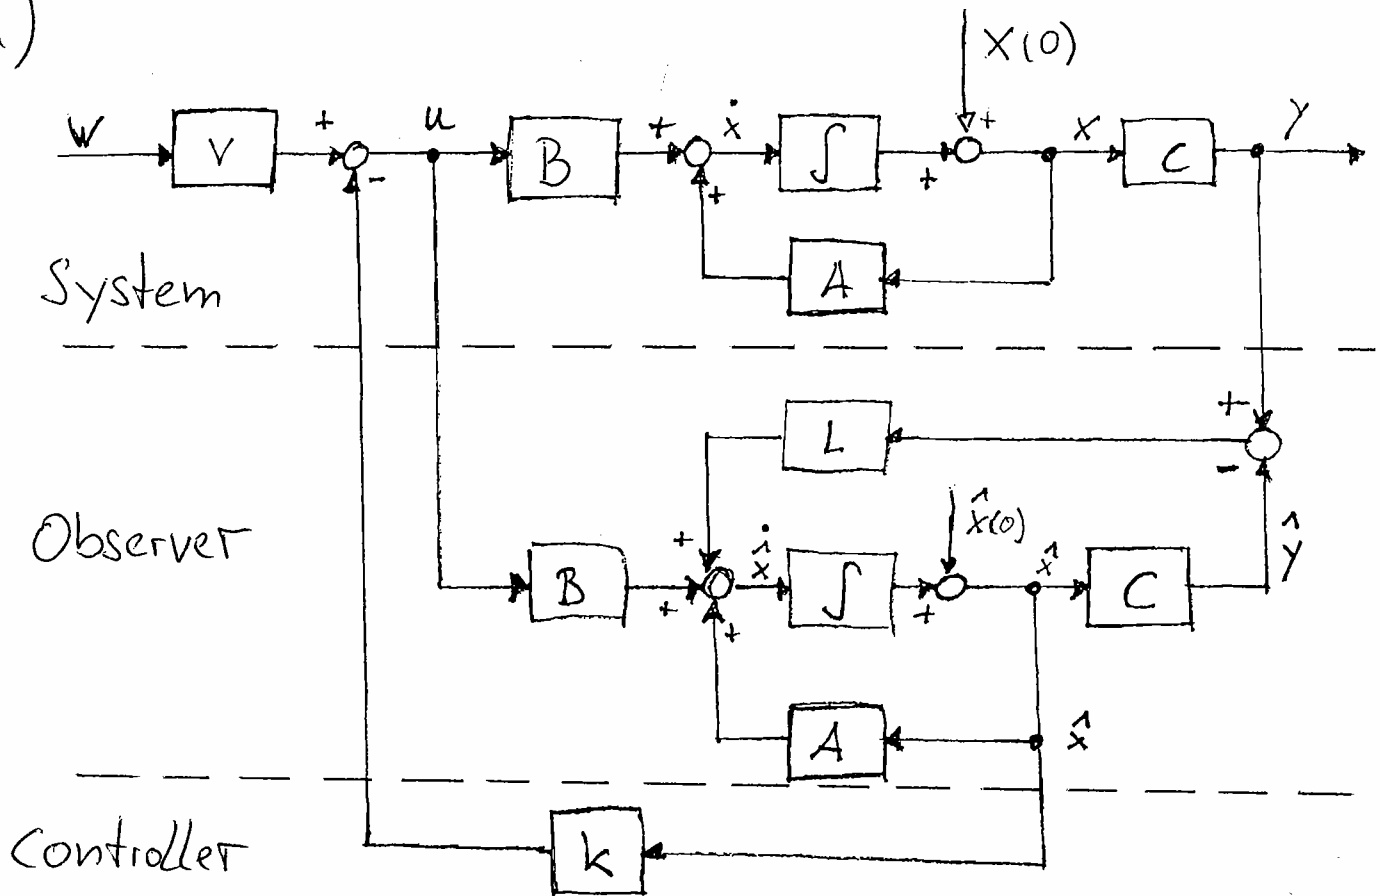 )
X(0)
W V + - u B + ẋ ∫ + + x C y
+ A
System
L + -
Observer
B + + + x̂̇ ∫ x̂(0) + x̂ C ŷ
A x̂
Controller k